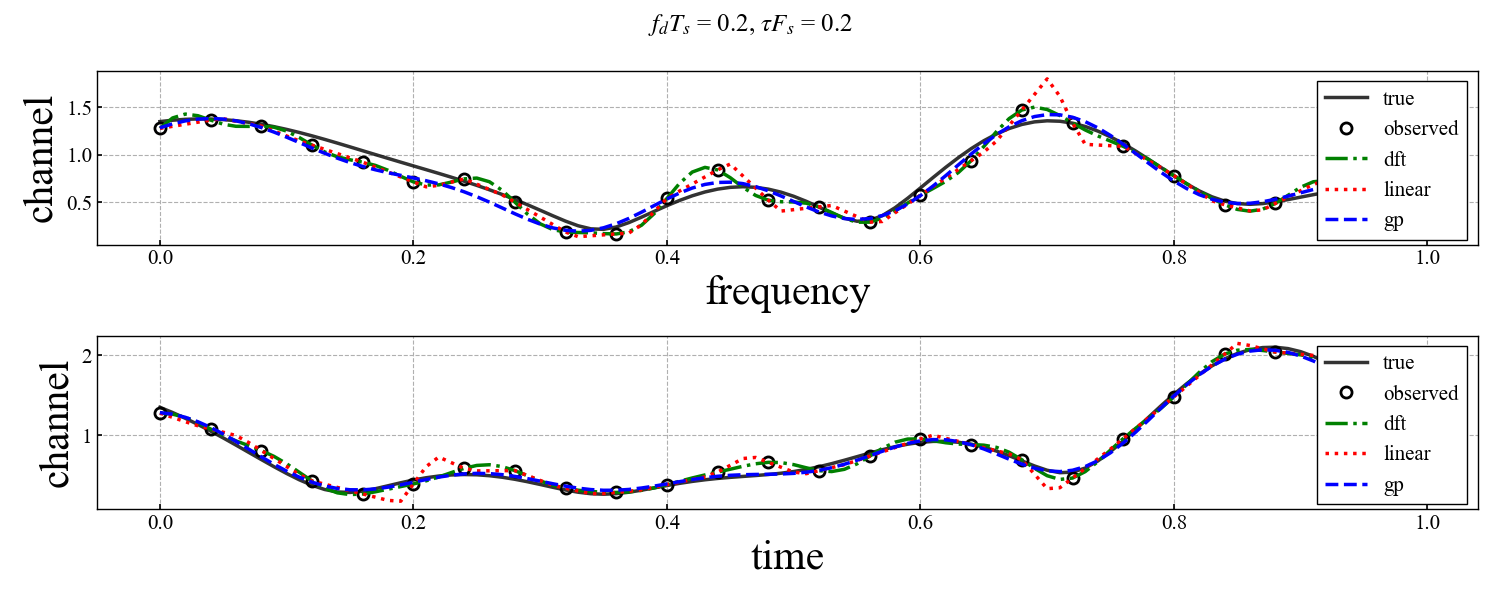 f_d T_s = 0.2, τF_s = 0.2
channel
1.5
1.0
0.5
true
observed
dft
linear
gp
0.0 0.2 0.4 0.6 0.8 1.0
frequency
channel
2
1
true
observed
dft
linear
gp
0.0 0.2 0.4 0.6 0.8 1.0
time